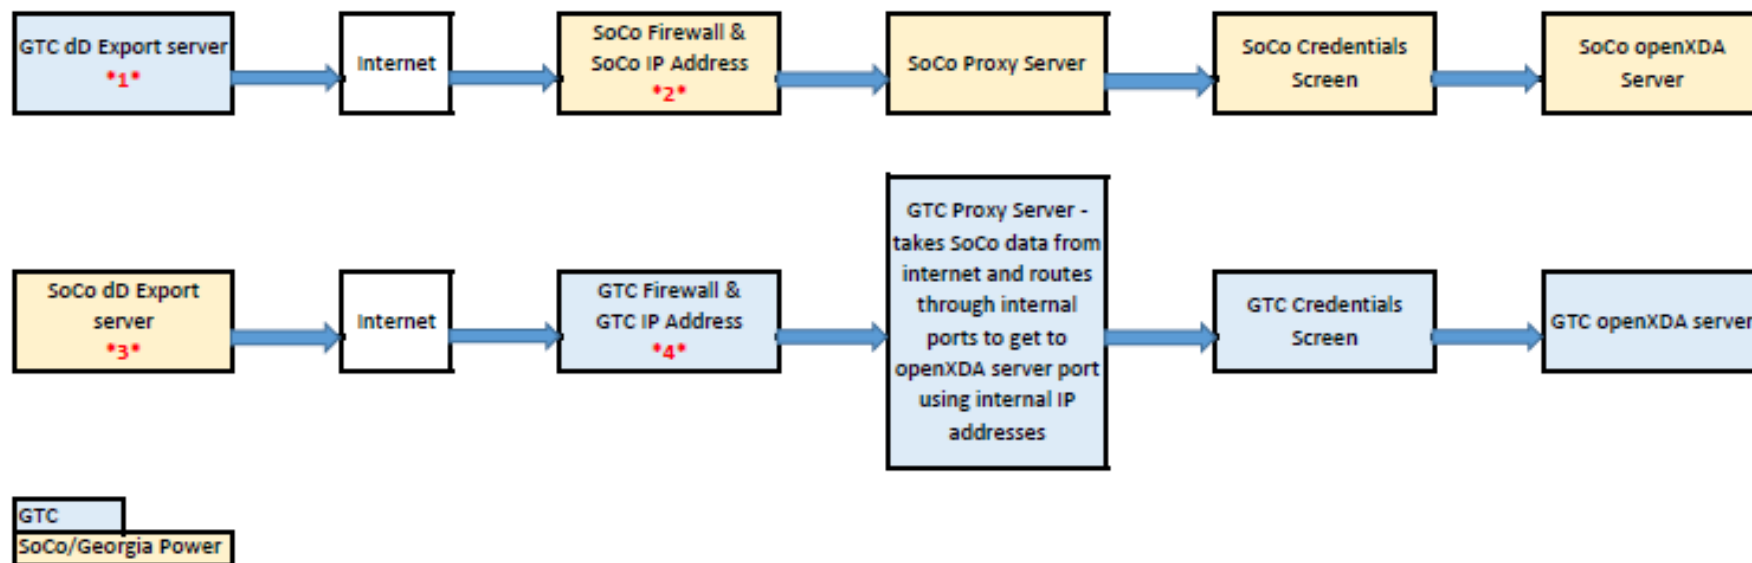 GTC dD Export server
*1*
Internet
SoCo Firewall &
SoCo IP Address
*2*
SoCo Proxy Server
SoCo Credentials
Screen
SoCo openXDA
Server
SoCo dD Export
server
*3*
Internet
GTC Firewall &
GTC IP Address
*4*
GTC Proxy Server -
takes SoCo data from
internet and routes
through internal
ports to get to
openXDA server port
using internal IP
addresses
GTC Credentials
Screen
GTC openXDA server
GTC
SoCo/Georgia Power